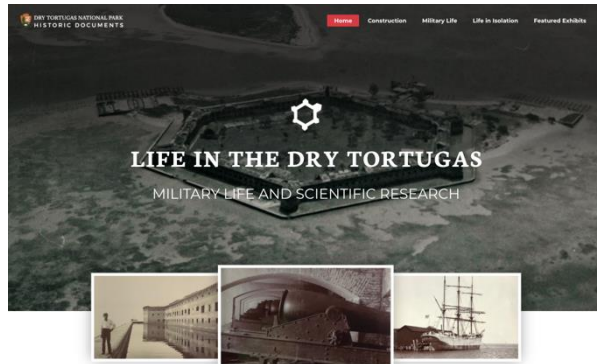 DRY TORTUGAS NATIONAL PARK
HISTORIC DOCUMENTS
Home
Construction
Military Life
Life in Isolation
Featured Exhibits
LIFE IN THE DRY TORTUGAS
MILITARY LIFE AND SCIENTIFIC RESEARCH